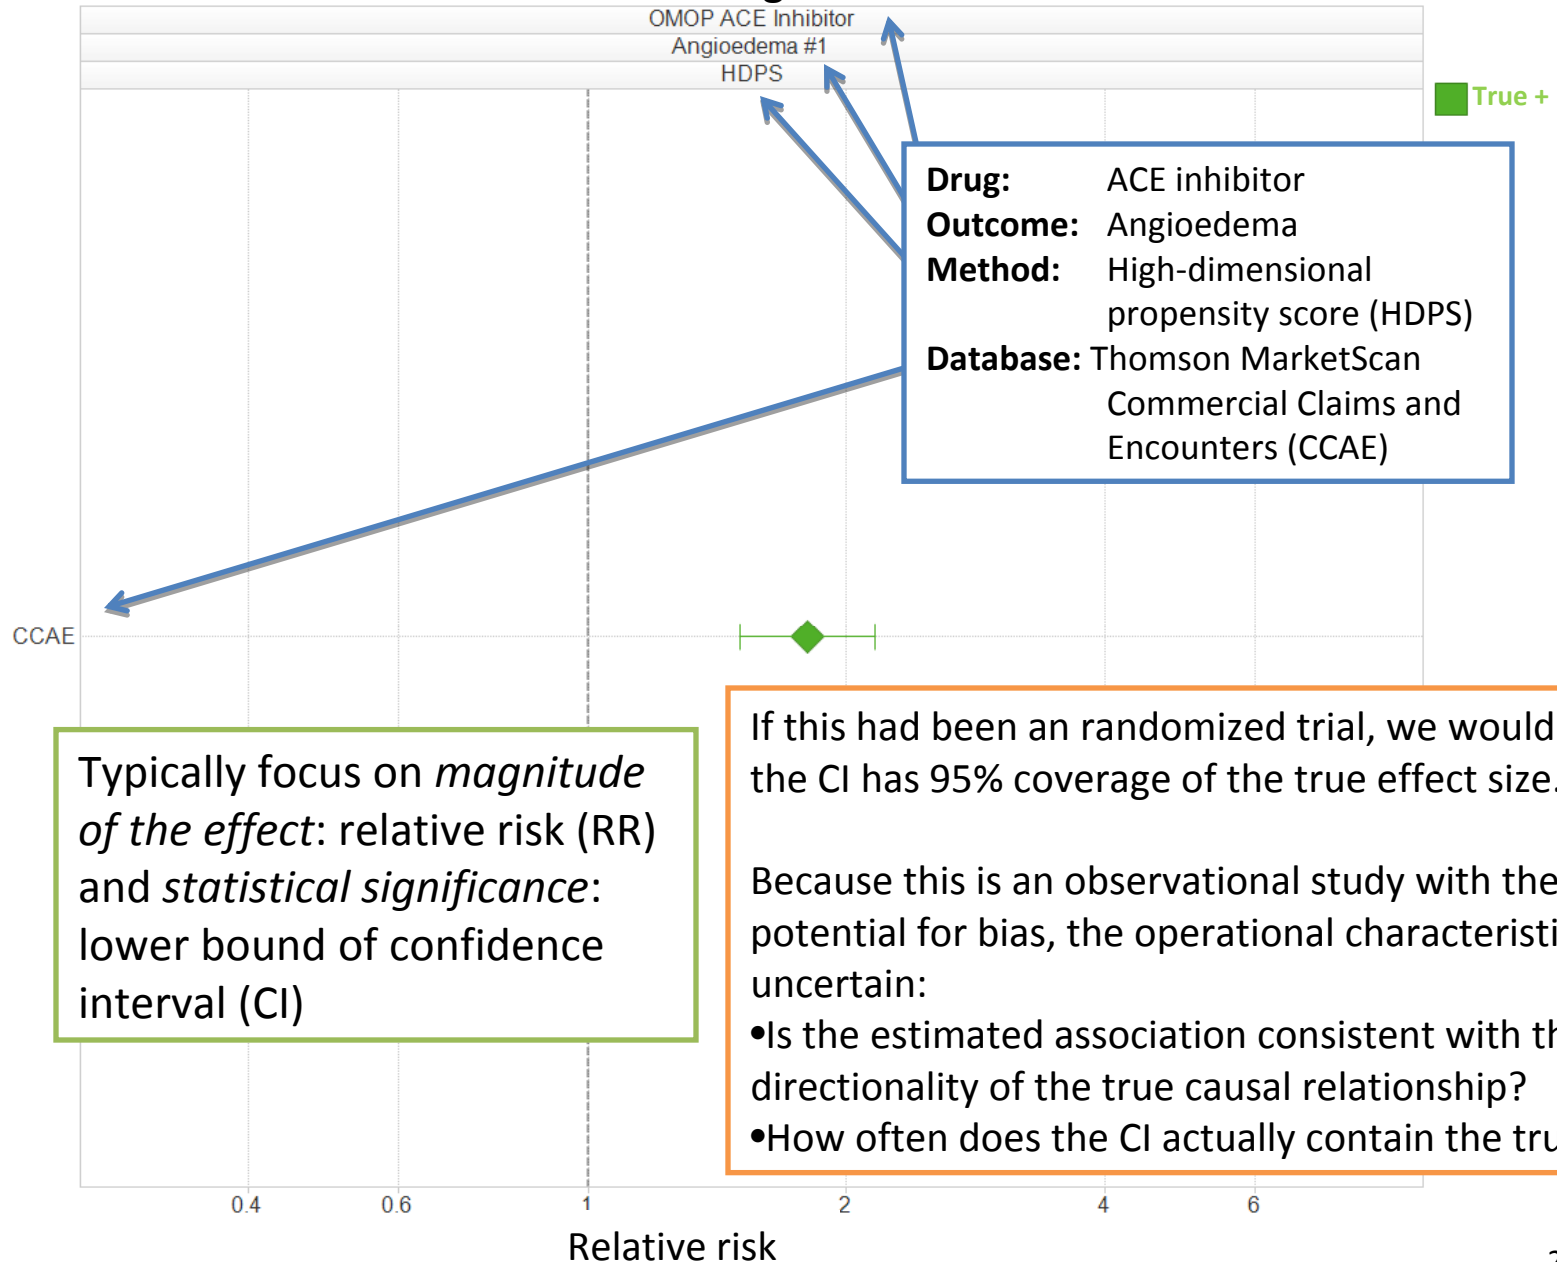 OMOP ACE Inhibitor
Angioedema #1
HDPS
True +
Drug: ACE inhibitor
Outcome: Angioedema
Method: High-dimensional
propensity score (HDPS)
Database: Thomson MarketScan
Commercial Claims and
Encounters (CCAE)
CCAE
Typically focus on magnitude
of the effect: relative risk (RR)
and statistical significance:
lower bound of confidence
interval (CI)
If this had been an randomized trial, we would
the CI has 95% coverage of the true effect size.
Because this is an observational study with the
potential for bias, the operational
uncertain:
•Is the estimated association consistent with
directionality of the true causal relationship?
•How often does the CI actually contain the
0.4 0.6 1 2 4 6
Relative risk